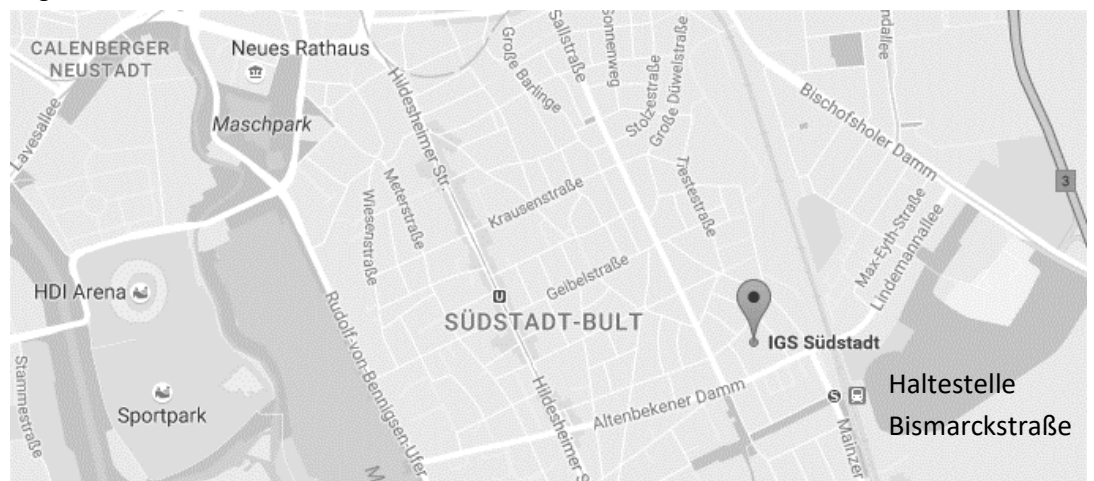 CALENBERGER
NEUSTADT
Neues Rathaus
Maschpark
Lavesallee
HDI Arena
Sportpark
Stammestraße
Rudolf-von-Bennigsen-Ufer
M
Hildesheimer Str.
Meterstraße
Wiesenstraße
Krausenstraße
Geibelstraße
U
SÜDSTADT-BULT
Hildesheimer S
Altenbekener Damm
Große Barlinge
Sallstraße
Sonnenweg
Stolzestraße
Große Düwelstraße
Tiestestraße
ndallee
Bischofsholer Damm
3
Max-Eyth-Straße
Lindemannallee
IGS Südstadt
S
Mainzer
Haltestelle
Bismarckstraße